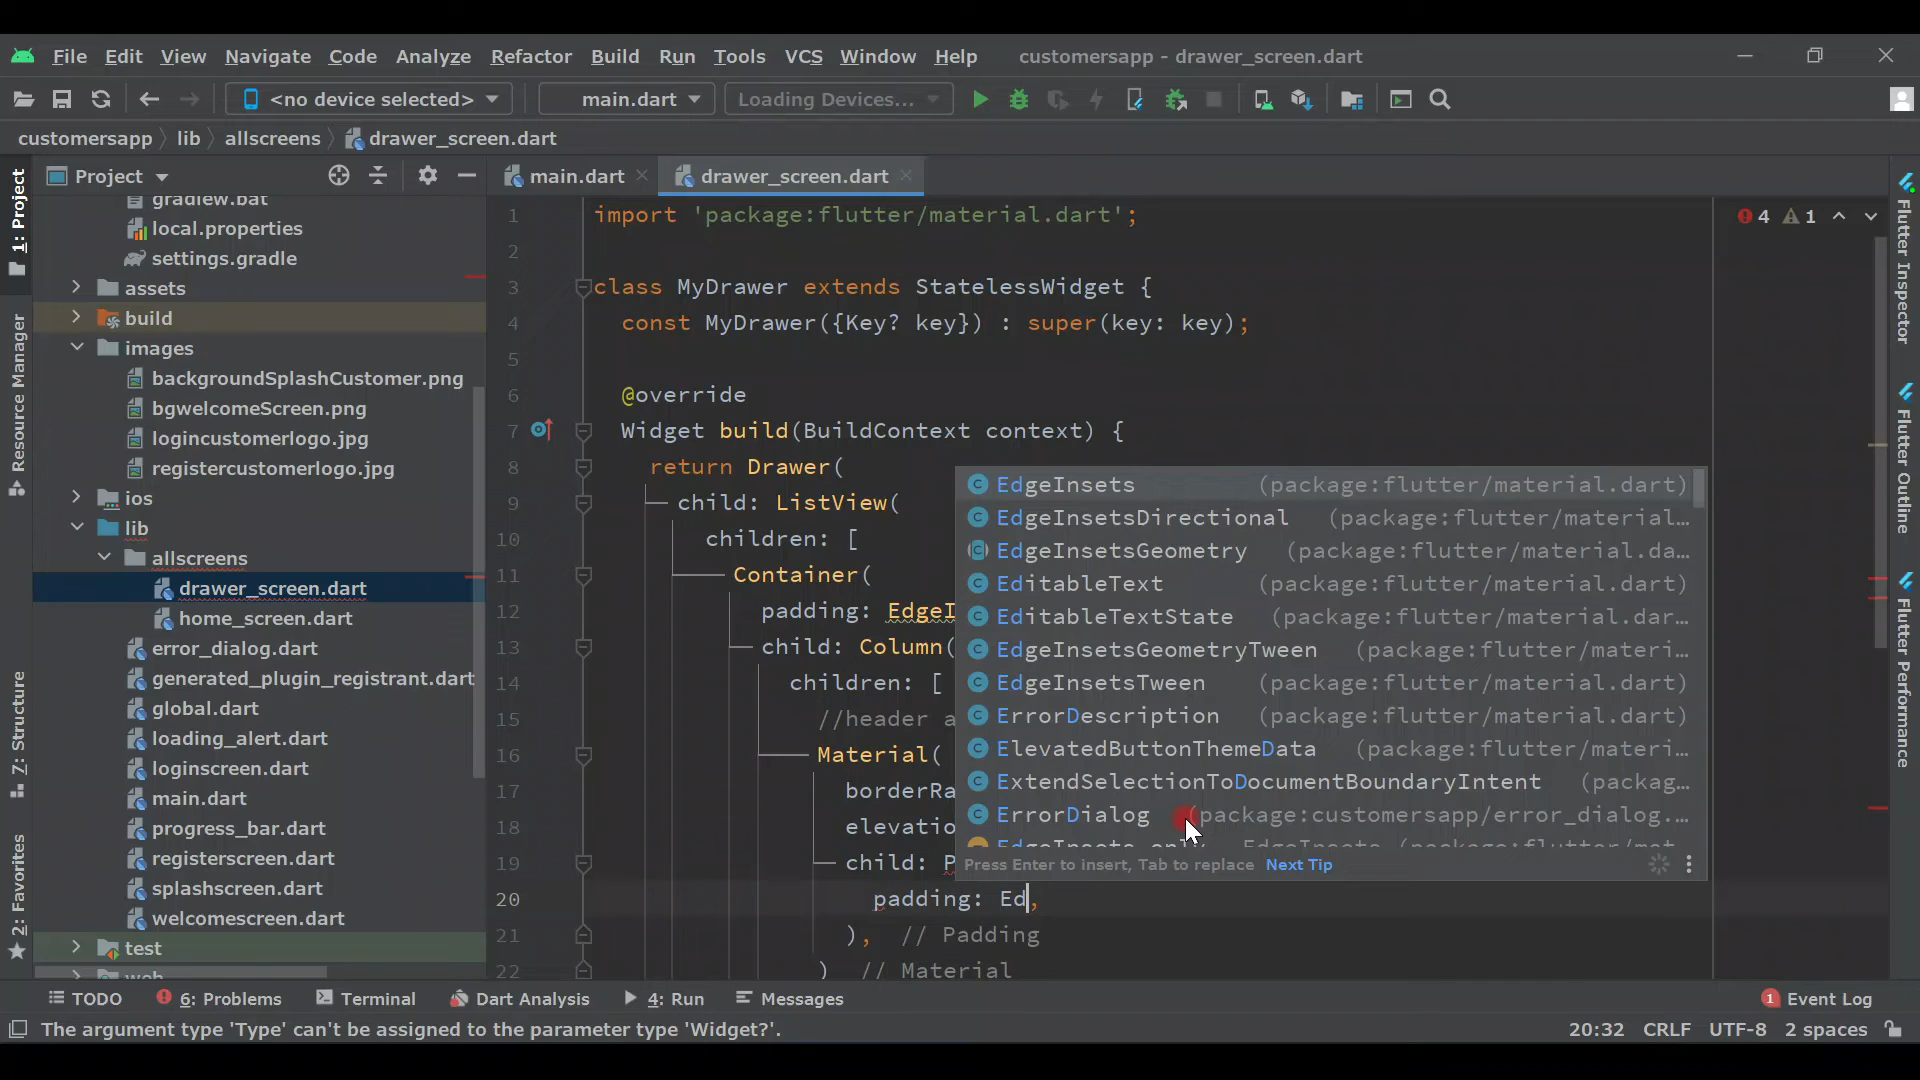 File Edit View Navigate Code Analyze Refactor Build Run Tools VCS Window Help customersapp - drawer_screen.dart
<no device selected> main.dart Loading Devices...
customersapp lib allscreens drawer_screen.dart
1: Project
Resource Manager
7: Structure
2: Favorites
Project
gradlew.bat
local.properties
settings.gradle
assets
build
images
backgroundSplashCustomer.png
bgwelcomeScreen.png
logincustomerlogo.jpg
registercustomerlogo.jpg
ios
lib
allscreens
drawer_screen.dart
home_screen.dart
error_dialog.dart
generated_plugin_registrant.dart
global.dart
loading_alert.dart
loginscreen.dart
main.dart
progress_bar.dart
registerscreen.dart
splashscreen.dart
welcomescreen.dart
test
web
main.dart drawer_screen.dart
4 1
1 import 'package:flutter/material.dart';
2
3 class MyDrawer extends StatelessWidget {
4 const MyDrawer({Key? key}) : super(key: key);
5
6 @override
7 Widget build(BuildContext context) {
8 return Drawer(
9 child: ListView(
10 children: [
11 Container(
12 padding: EdgeI
13 child: Column(
14 children: [
15 //header a
16 Material(
17 borderRa
18 elevatio
19 child: P
20 padding: Ed,
21 ), // Padding
22 ) // Material
EdgeInsets (package:flutter/material.dart)
EdgeInsetsDirectional (package:flutter/material…
EdgeInsetsGeometry (package:flutter/material.da…
EditableText (package:flutter/material.dart)
EditableTextState (package:flutter/material.dar…
EdgeInsetsGeometryTween (package:flutter/materi…
EdgeInsetsTween (package:flutter/material.dart)
ErrorDescription (package:flutter/material.dart)
ElevatedButtonThemeData (package:flutter/materi…
ExtendSelectionToDocumentBoundaryIntent (packag…
ErrorDialog (package:customersapp/error_dialog.…
EdgeInsets.only EdgeInsets (package:flutter/mat…
Press Enter to insert, Tab to replace Next Tip
Flutter Inspector
Flutter Outline
Flutter Performance
TODO 6: Problems Terminal Dart Analysis 4: Run Messages 1 Event Log
The argument type 'Type' can't be assigned to the parameter type 'Widget?'. 20:32 CRLF UTF-8 2 spaces